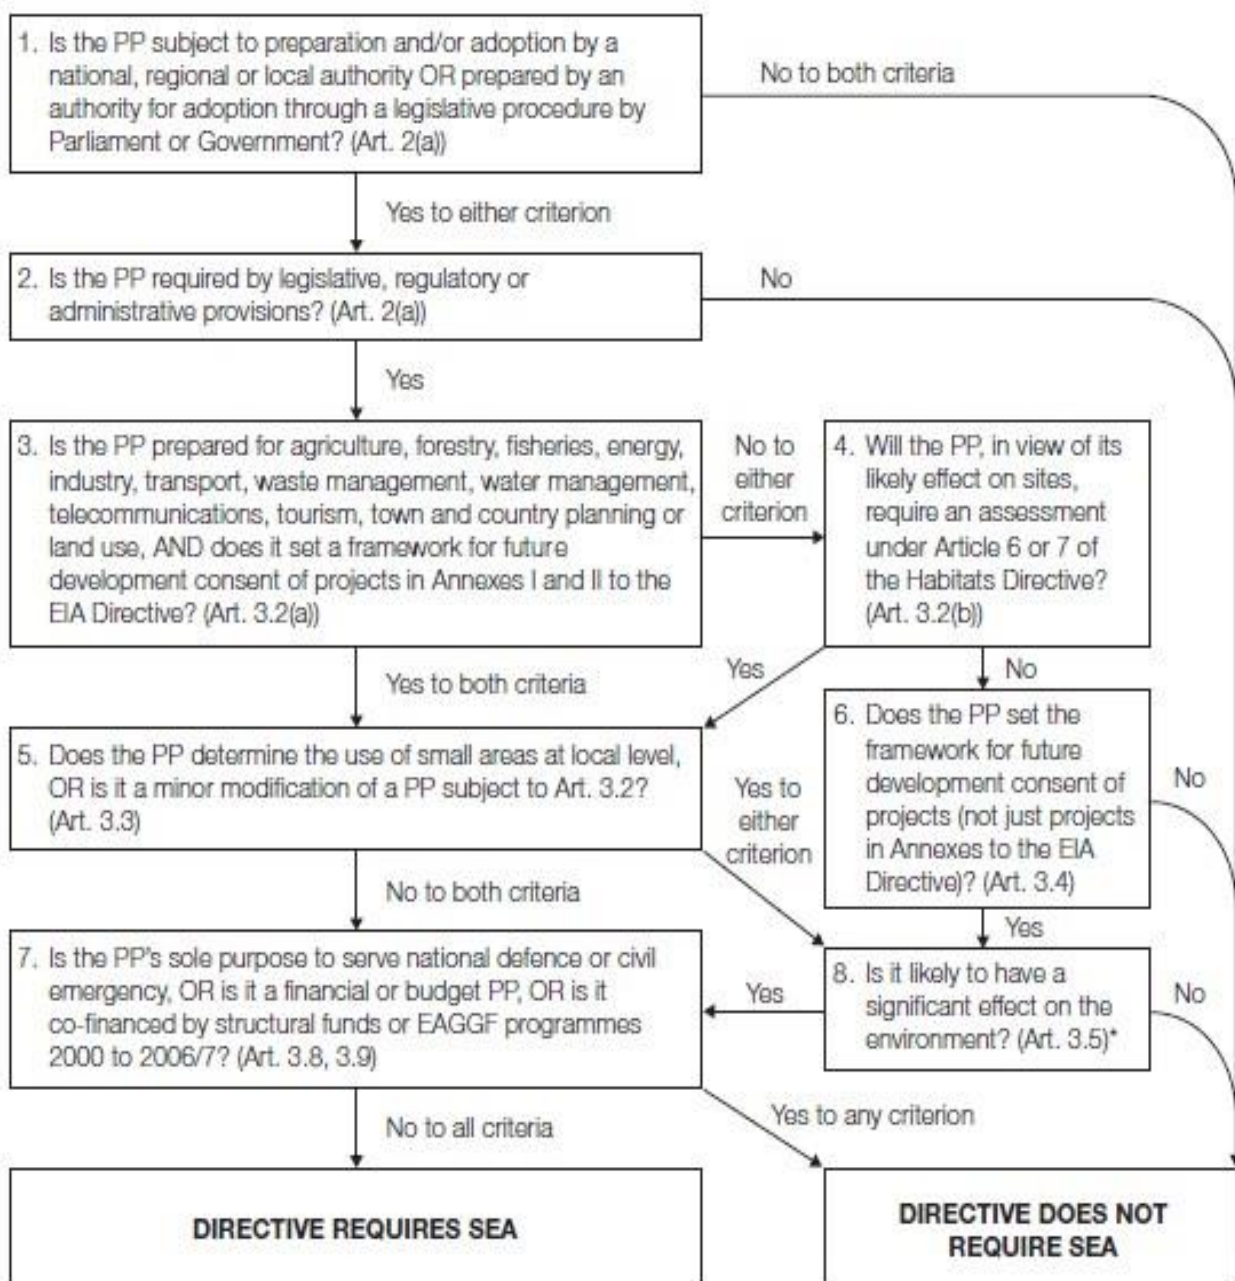 1. Is the PP subject to preparation and/or adoption by a
national, regional or local authority OR prepared by an
authority for adoption through a legislative procedure by
Parliament or Government? (Art. 2(a))
No to both criteria
Yes to either criterion
2. Is the PP required by legislative, regulatory or
administrative provisions? (Art. 2(a))
No
Yes
3. Is the PP prepared for agriculture, forestry, fisheries, energy,
industry, transport, waste management, water management,
telecommunications, tourism, town and country planning or
land use, AND does it set a framework for future
development consent of projects in Annexes I and II to the
EIA Directive? (Art. 3.2(a))
No to
either
criterion
4. Will the PP, in view of its
likely effect on sites,
require an assessment
under Article 6 or 7 of
the Habitats Directive?
(Art. 3.2(b))
Yes to both criteria
Yes
No
5. Does the PP determine the use of small areas at local level,
OR is it a minor modification of a PP subject to Art. 3.2?
(Art. 3.3)
Yes to
either
criterion
6. Does the PP set the
framework for future
development consent of
projects (not just projects
in Annexes to the EIA
Directive)? (Art. 3.4)
No
No to both criteria
Yes
7. Is the PP's sole purpose to serve national defence or civil
emergency, OR is it a financial or budget PP, OR is it
co-financed by structural funds or EAGGF programmes
2000 to 2006/7? (Art. 3.8, 3.9)
Yes
8. Is it likely to have a
significant effect on the
environment? (Art. 3.5)*
No
No to all criteria
Yes to any criterion
DIRECTIVE REQUIRES SEA
DIRECTIVE DOES NOT
REQUIRE SEA